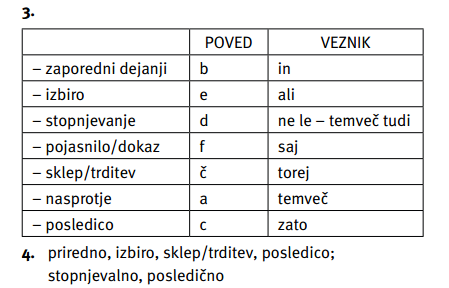 3.
POVED VEZNIK
– zaporedni dejanji b in
– izbiro e ali
– stopnjevanje d ne le – temveč tudi
– pojasnilo/dokaz f saj
– sklep/trditev č torej
– nasprotje a temveč
– posledico c zato
4. priredno, izbiro, sklep/trditev, posledico;
stopnjevalno, posledično